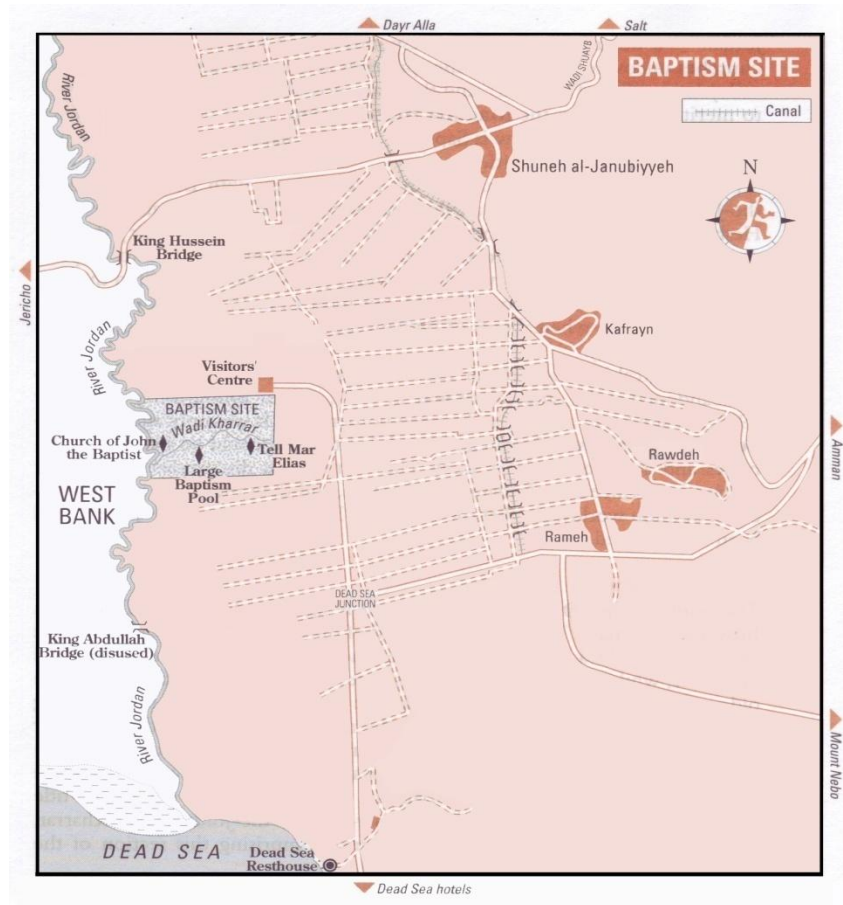 Dayr Alla
Salt
BAPTISM SITE
WADI SHUAYB
Canal
River Jordan
Shuneh al-Janubiyyeh
N
King Hussein
Bridge
Jericho
River Jordan
Kafrayn
Visitors'
Centre
BAPTISM SITE
Wadi Kharrar
Church of John
the Baptist
Tell Mar
Elias
Large
Baptism
Pool
Amman
Rawdeh
WEST
BANK
Rameh
DEAD SEA
JUNCTION
King Abdullah
Bridge (disused)
River Jordan
Mount Nebo
DEAD SEA
Dead Sea
Resthouse
Dead Sea hotels